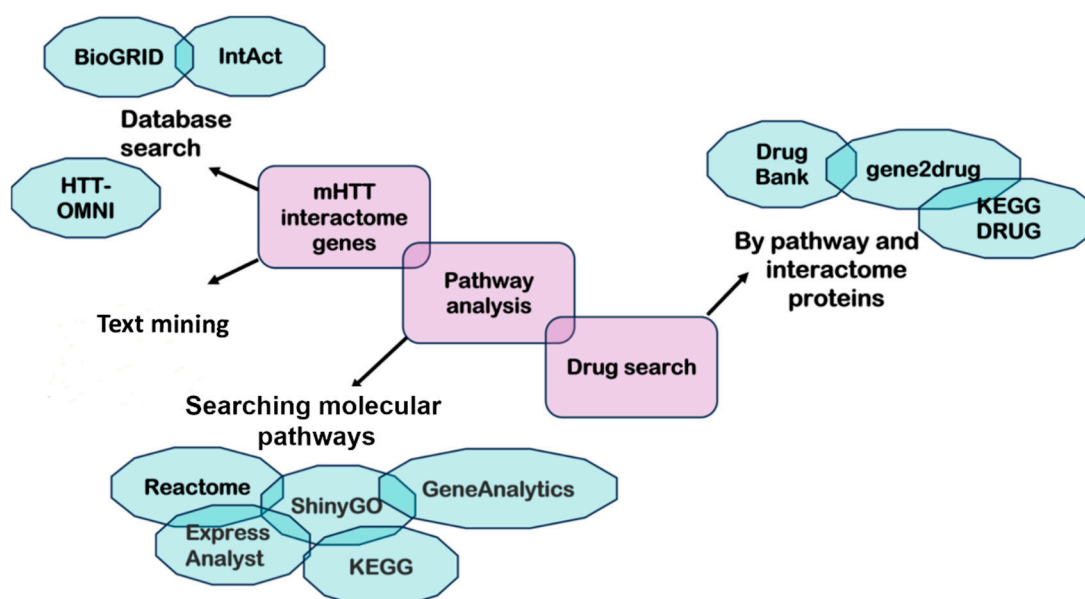 BioGRID
IntAct
Database
search
HTT-
OMNI
mHTT
interactome
genes
Text mining
Pathway
analysis
Drug search
Drug
Bank
gene2drug
KEGG
DRUG
By pathway and
interactome
proteins
Searching molecular
pathways
Reactome
ShinyGO
GeneAnalytics
Express
Analyst
KEGG